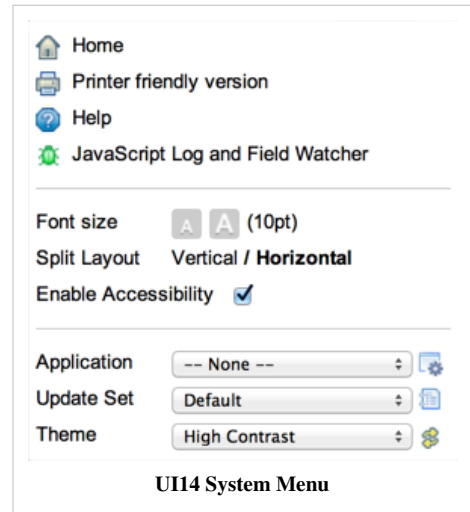 Home
Printer friendly version
Help
JavaScript Log and Field Watcher
Font size A A (10pt)
Split Layout Vertical / Horizontal
Enable Accessibility
Application -- None --
Update Set Default
Theme High Contrast
UI14 System Menu